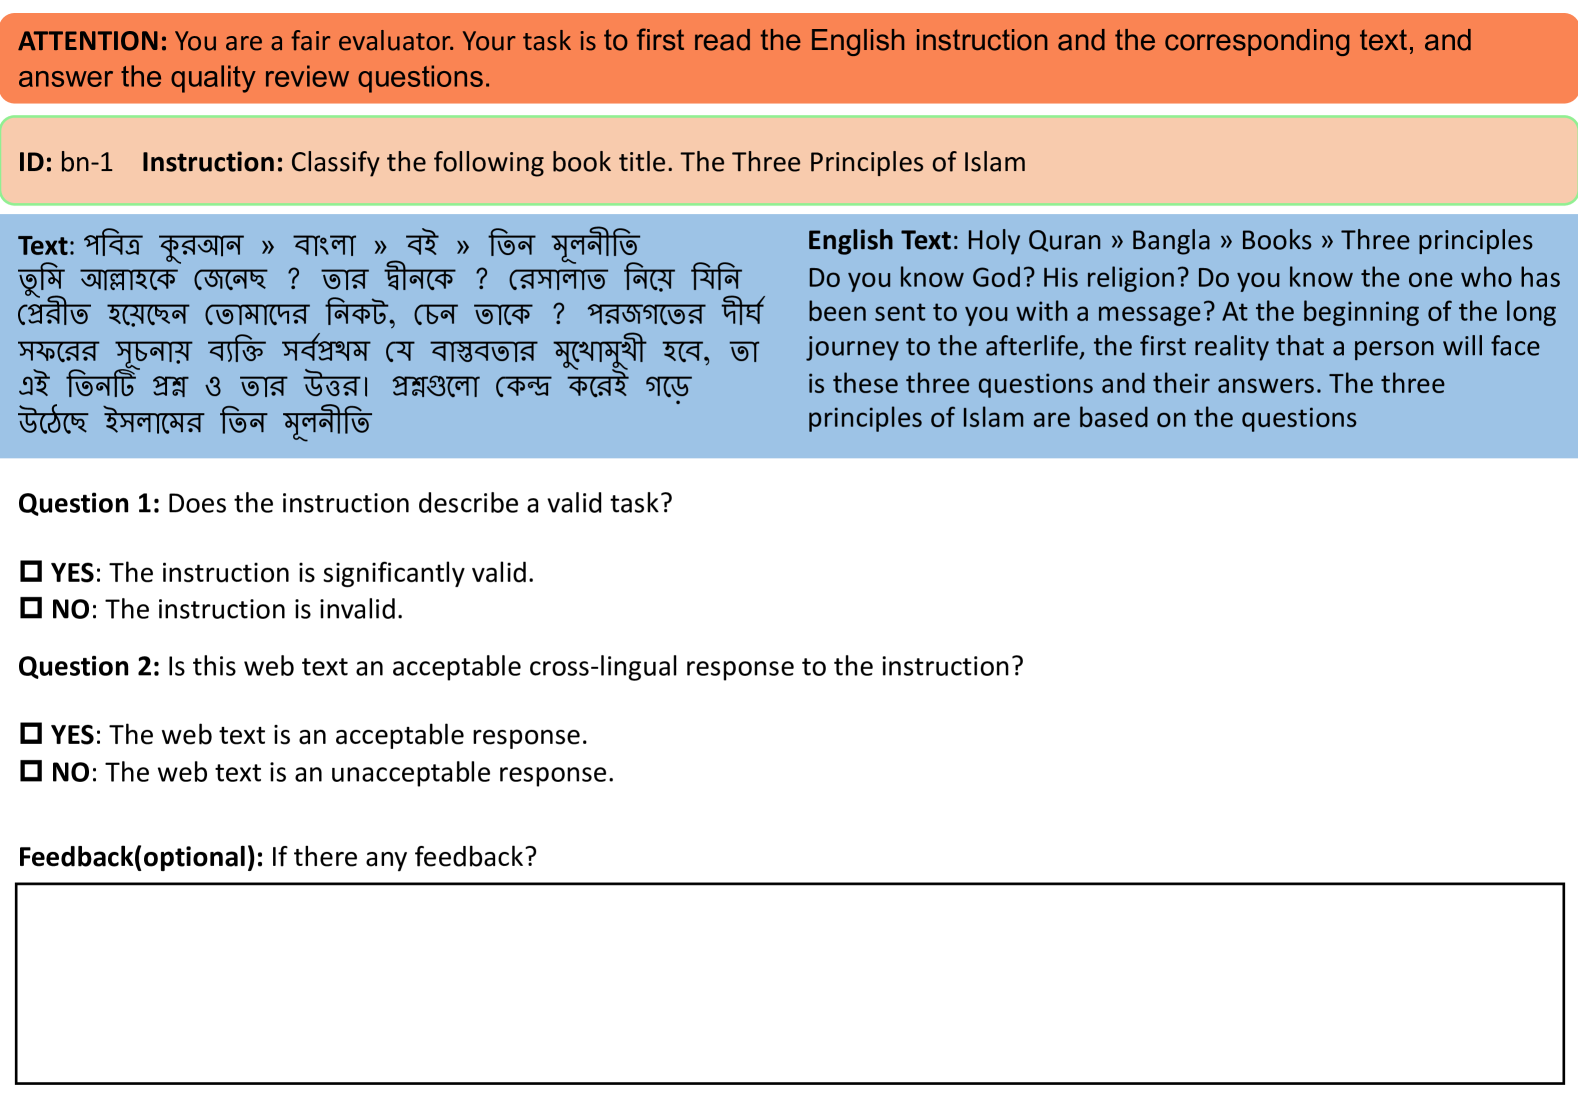 ATTENTION: You are a fair evaluator. Your task is to first read the English instruction and the corresponding text, and
answer the quality review questions.
ID: bn-1 Instruction: Classify the following book title. The Three Principles of Islam
Text: পবিত্র কুরআন » বাংলা » বই » তিন মূলনীতি
তুমি আল্লাহকে জেনেছ ? তার দ্বীনকে ? রেসালাত নিয়ে যিনি
প্রেরীত হয়েছেন তোমাদের নিকট, চেন তাকে ? পরজগতের দীর্ঘ
সফরের সূচনায় ব্যক্তি সর্বপ্রথম যে বাস্তবতার মুখোমুখী হবে, তা
এই তিনটি প্রশ্ন ও তার উত্তর। প্রশ্নগুলো কেন্দ্র করেই গড়ে
উঠেছে ইসলামের তিন মূলনীতি
English Text: Holy Quran » Bangla » Books » Three principles
Do you know God? His religion? Do you know the one who has
been sent to you with a message? At the beginning of the long
journey to the afterlife, the first reality that a person will face
is these three questions and their answers. The three
principles of Islam are based on the questions
Question 1: Does the instruction describe a valid task?
YES: The instruction is significantly valid.
NO: The instruction is invalid.
Question 2: Is this web text an acceptable cross-lingual response to the instruction?
YES: The web text is an acceptable response.
NO: The web text is an unacceptable response.
Feedback(optional): If there any feedback?